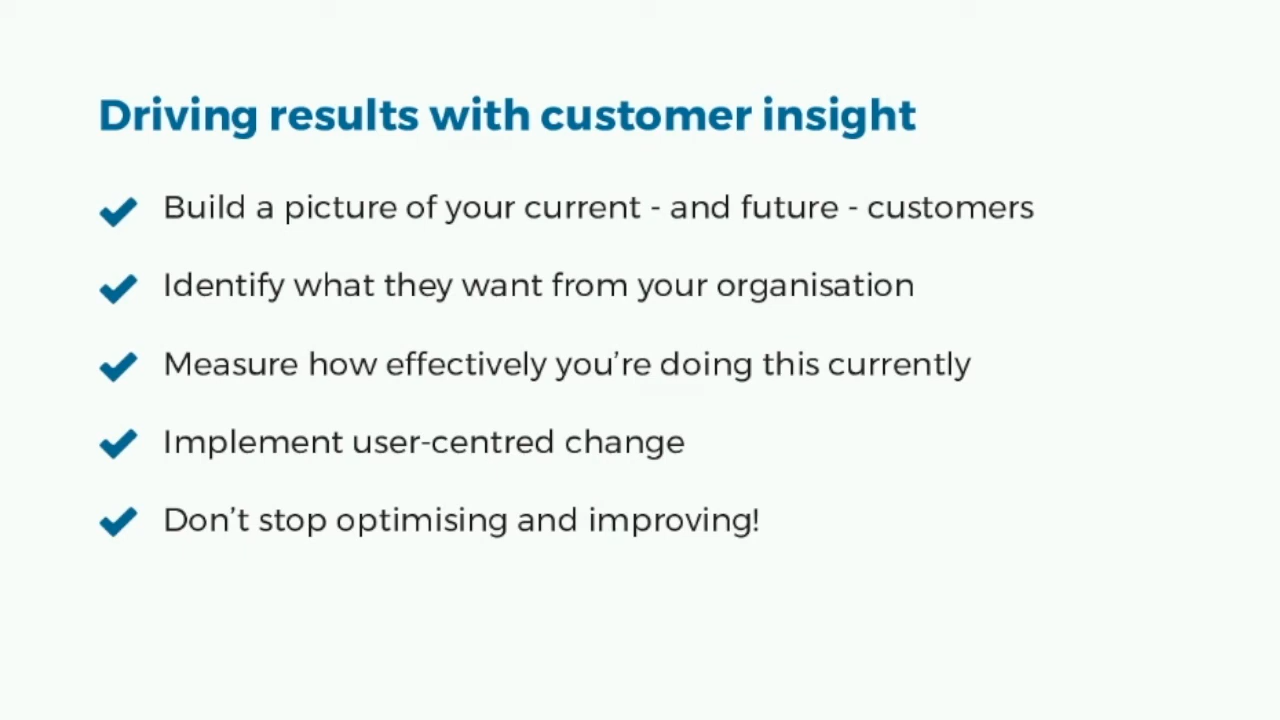 Driving results with customer insight
Build a picture of your current - and future - customers
Identify what they want from your organisation
Measure how effectively you’re doing this currently
Implement user-centred change
Don’t stop optimising and improving!